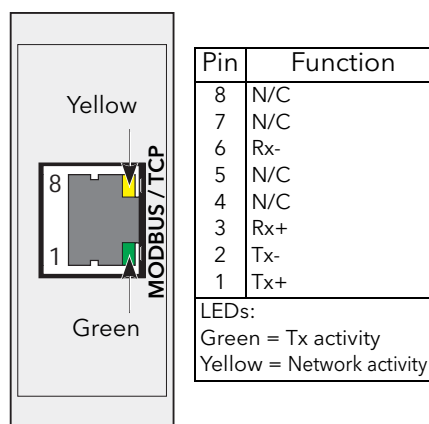 Yellow
8
1
MODBUS / TCP
Green
Pin Function
8 N/C
7 N/C
6 Rx-
5 N/C
4 N/C
3 Rx+
2 Tx-
1 Tx+
LEDs:
Green = Tx activity
Yellow = Network activity